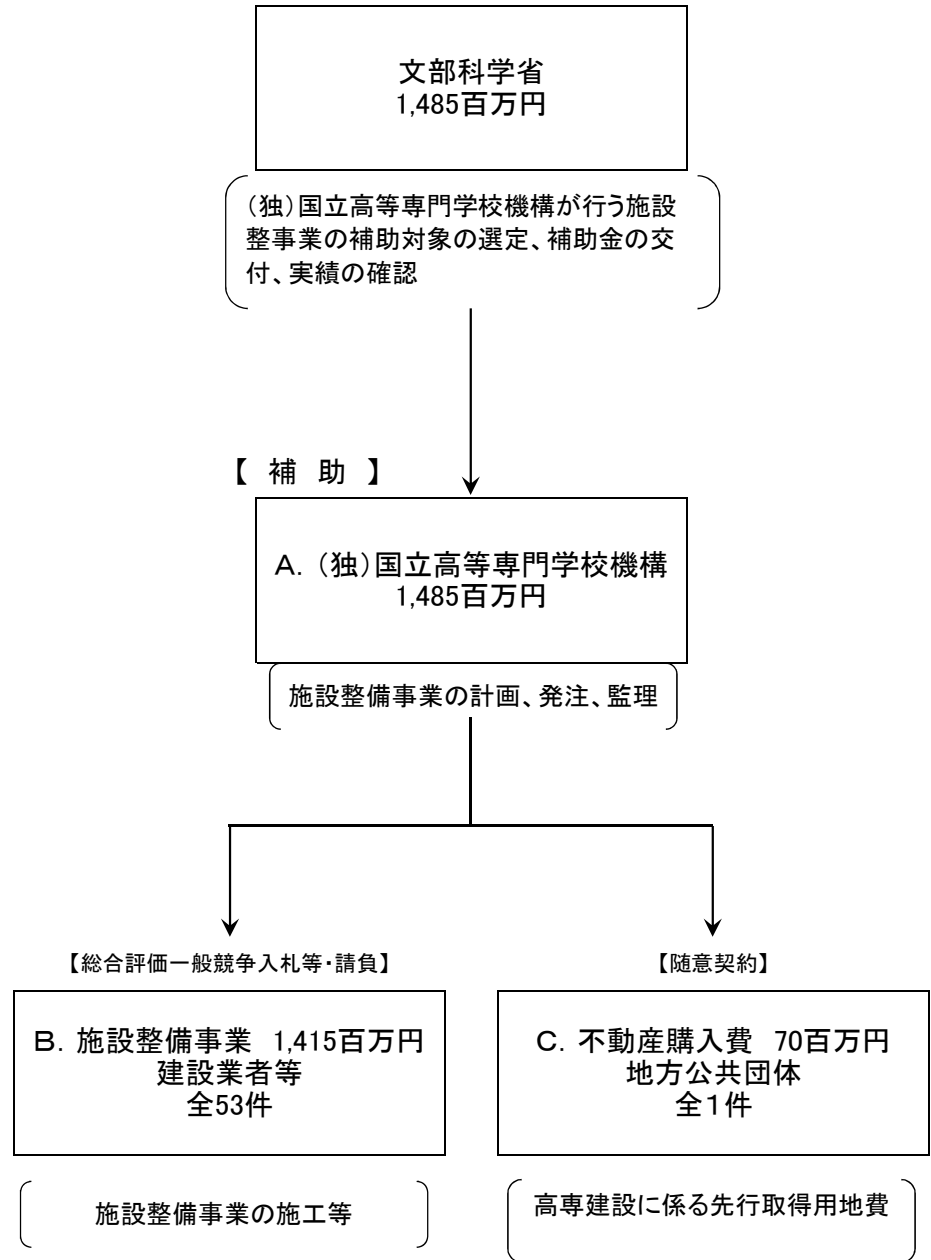 文部科学省
1,485百万円
(独)国立高等専門学校機構が行う施設
整事業の補助対象の選定、補助金の交
付、実績の確認
【 補 助 】
A.(独)国立高等専門学校機構
1,485百万円
施設整備事業の計画、発注、監理
【総合評価一般競争入札等・請負】
B.施設整備事業 1,415百万円
建設業者等
全53件
施設整備事業の施工等
【随意契約】
C.不動産購入費 70百万円
地方公共団体
全1件
高専建設に係る先行取得用地費